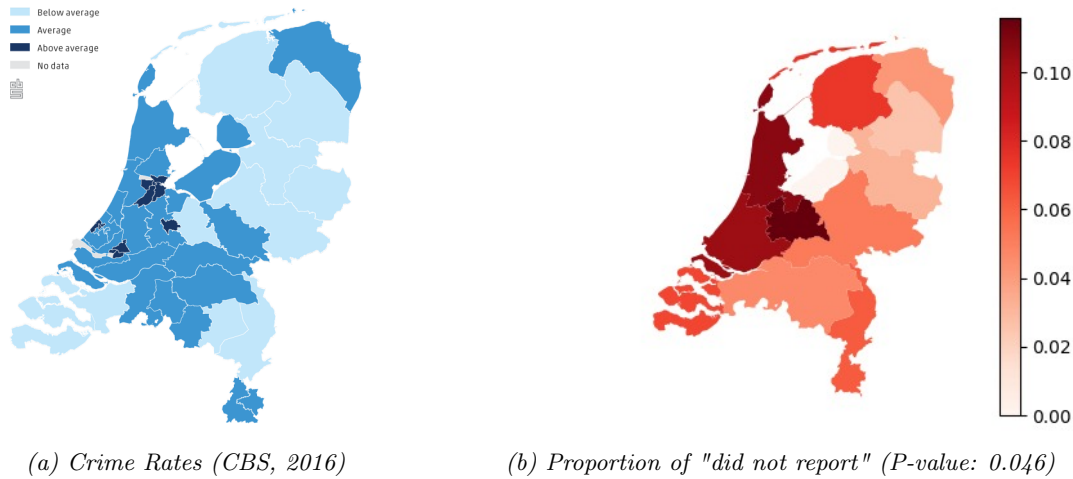 Below average
Average
Above average
No data
0.10
0.08
0.06
0.04
0.02
0.00
(a) Crime Rates (CBS, 2016)
(b) Proportion of "did not report" (P-value: 0.046)